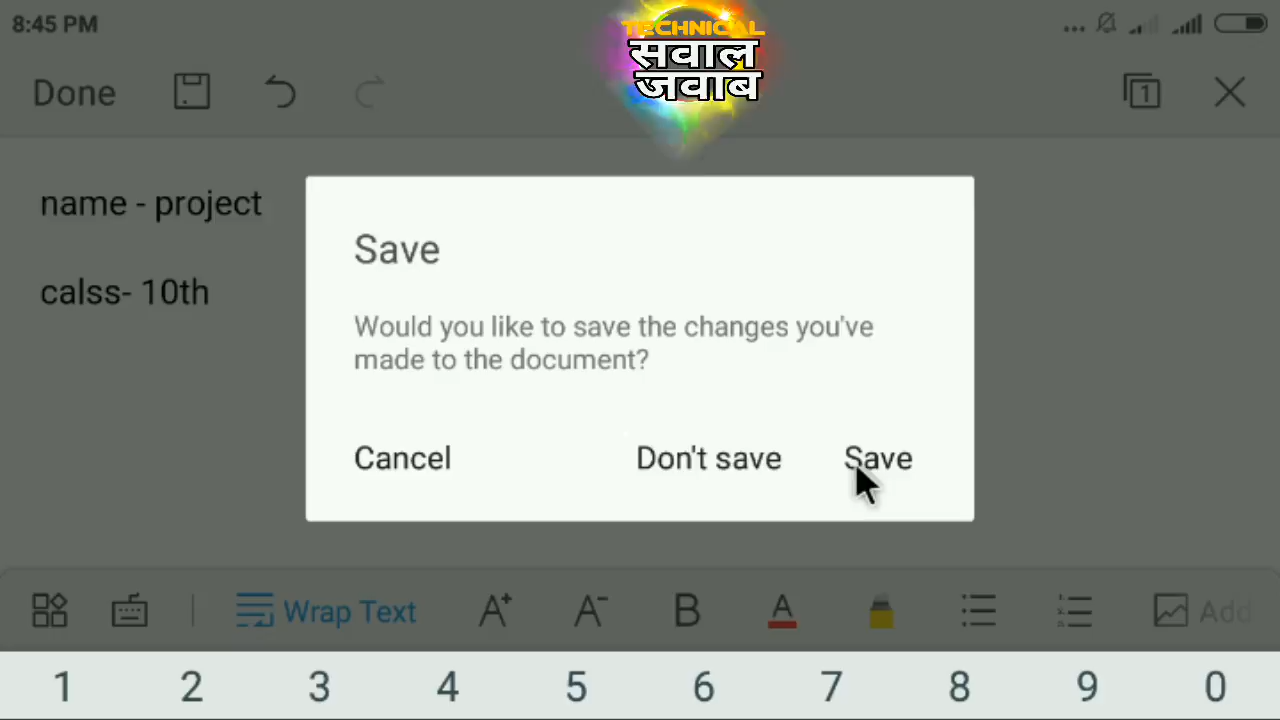 8:45 PM
TECHNICAL
सवाल
जवाब
Done
1
name - project
calss- 10th
Save
Would you like to save the changes you've
made to the document?
Cancel Don't save Save
Wrap Text A+ A- B A Add
1 2 3 4 5 6 7 8 9 0